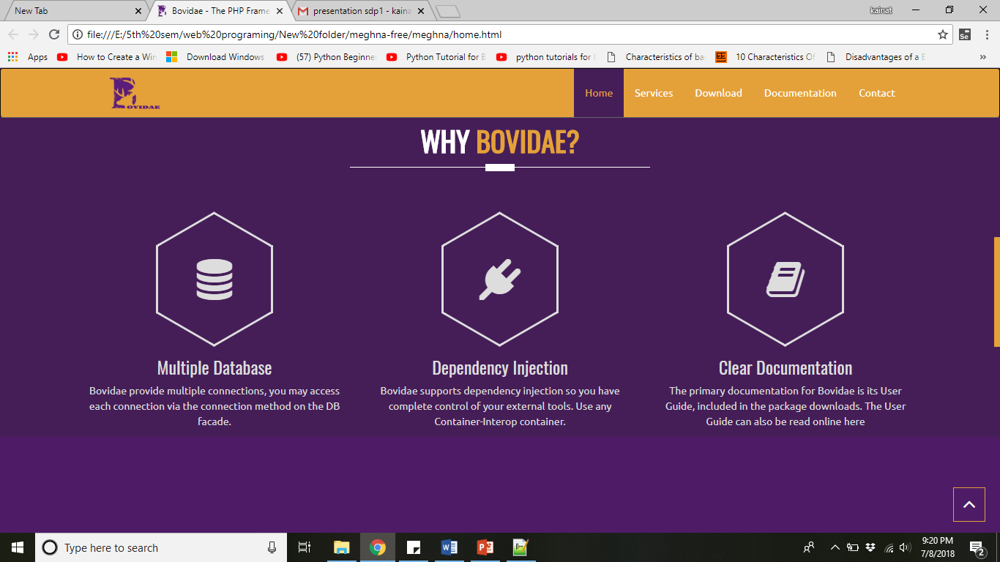 New Tab
Bovidae - The PHP Frame
presentation sdp1 - kaina
kainat
file:///E:/5th%20sem/web%20programing/New%20folder/meghna-free/meghna/home.html
Se
Apps
How to Create a Win
Download Windows
(57) Python Beginne
Python Tutorial for B
python tutorials for
Characteristics of ba
10 Characteristics Of
Disadvantages of a
»
OVIDAE
Home
Services
Download
Documentation
Contact
WHY BOVIDAE?
Multiple Database
Bovidae provide multiple connections, you may access
each connection via the connection method on the DB
facade.
Dependency Injection
Bovidae supports dependency injection so you have
complete control of your external tools. Use any
Container-Interop container.
Clear Documentation
The primary documentation for Bovidae is its User
Guide, included in the package downloads. The User
Guide can also be read online here
Type here to search
9:20 PM
7/8/2018
2